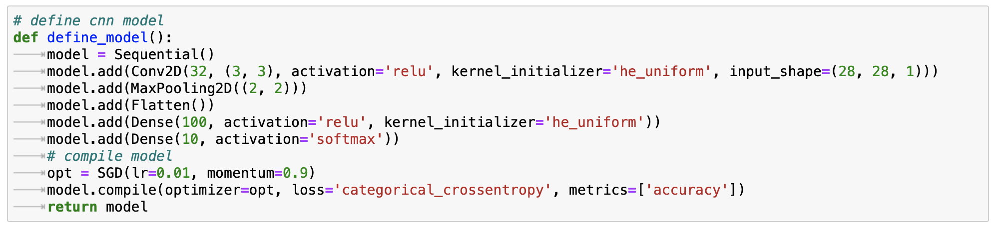 # define cnn model
def define_model():
model = Sequential()
model.add(Conv2D(32, (3, 3), activation='relu', kernel_initializer='he_uniform', input_shape=(28, 28, 1)))
model.add(MaxPooling2D((2, 2)))
model.add(Flatten())
model.add(Dense(100, activation='relu', kernel_initializer='he_uniform'))
model.add(Dense(10, activation='softmax'))
# compile model
opt = SGD(lr=0.01, momentum=0.9)
model.compile(optimizer=opt, loss='categorical_crossentropy', metrics=['accuracy'])
return model